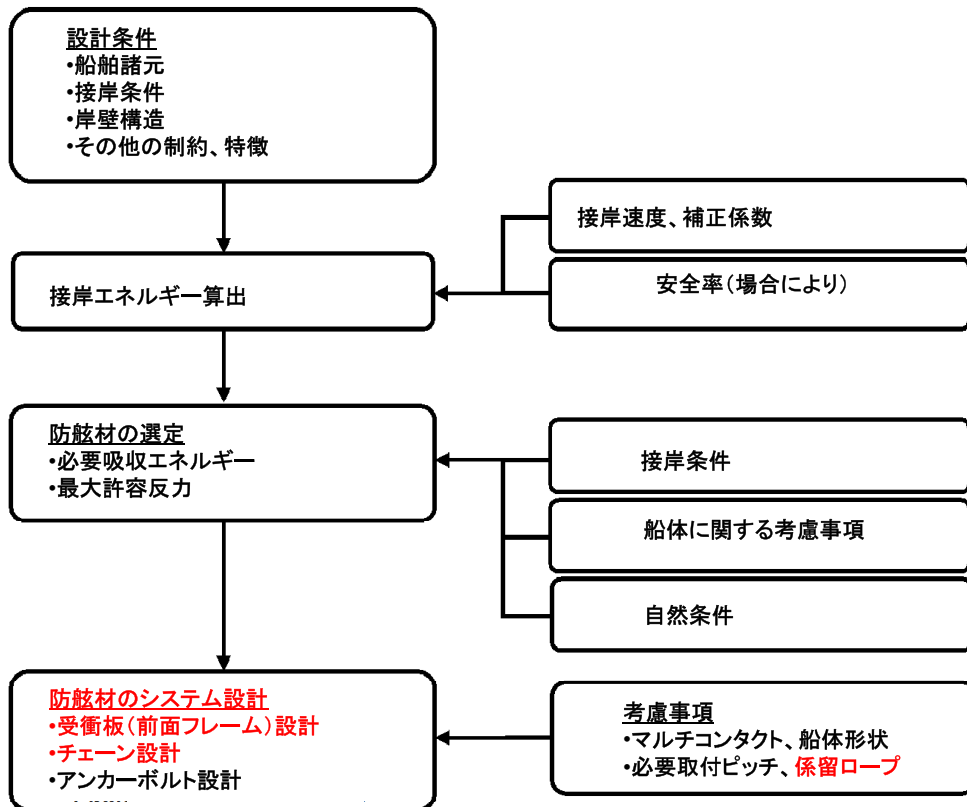 設計条件
•船舶諸元
•接岸条件
•岸壁構造
•その他の制約、特徴
接岸速度、補正係数
安全率(場合により)
接岸エネルギー算出
防舷材の選定
•必要吸収エネルギー
•最大許容反力
接岸条件
船体に関する考慮事項
自然条件
防舷材のシステム設計
•受衝板(前面フレーム)設計
•チェーン設計
•アンカーボルト設計
考慮事項
•マルチコンタクト、船体形状
•必要取付ピッチ、係留ロープ